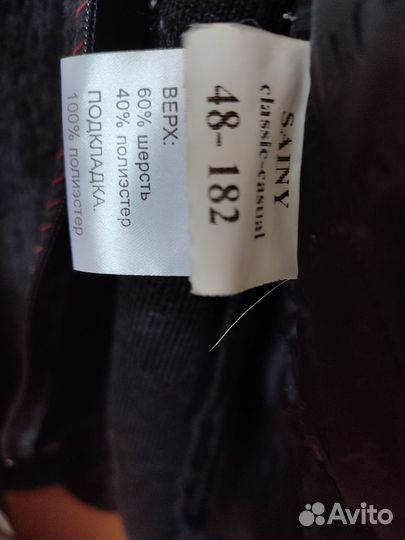 SAINY
classic-casual
48-182
ВЕРХ:
60% шерсть
40% полиэстер
ПОДКЛАДКА.
100% полиэстер
Avito